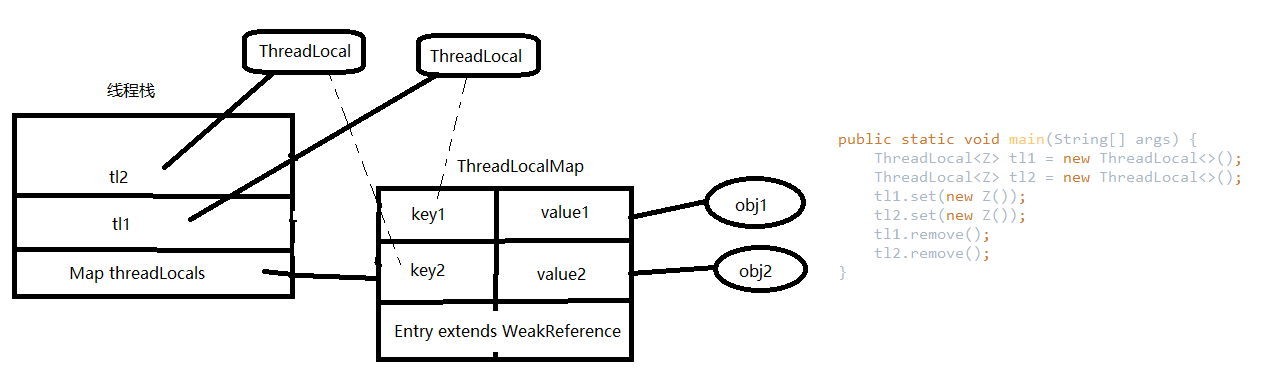 ThreadLocal
ThreadLocal
线程栈
tl2
tl1
Map threadLocals
ThreadLocalMap
key1
value1
key2
value2
Entry extends WeakReference
obj1
obj2
public static void main(String[] args) {
    ThreadLocal<Z> tl1 = new ThreadLocal<>();
    ThreadLocal<Z> tl2 = new ThreadLocal<>();
    tl1.set(new Z());
    tl2.set(new Z());
    tl1.remove();
    tl2.remove();
}